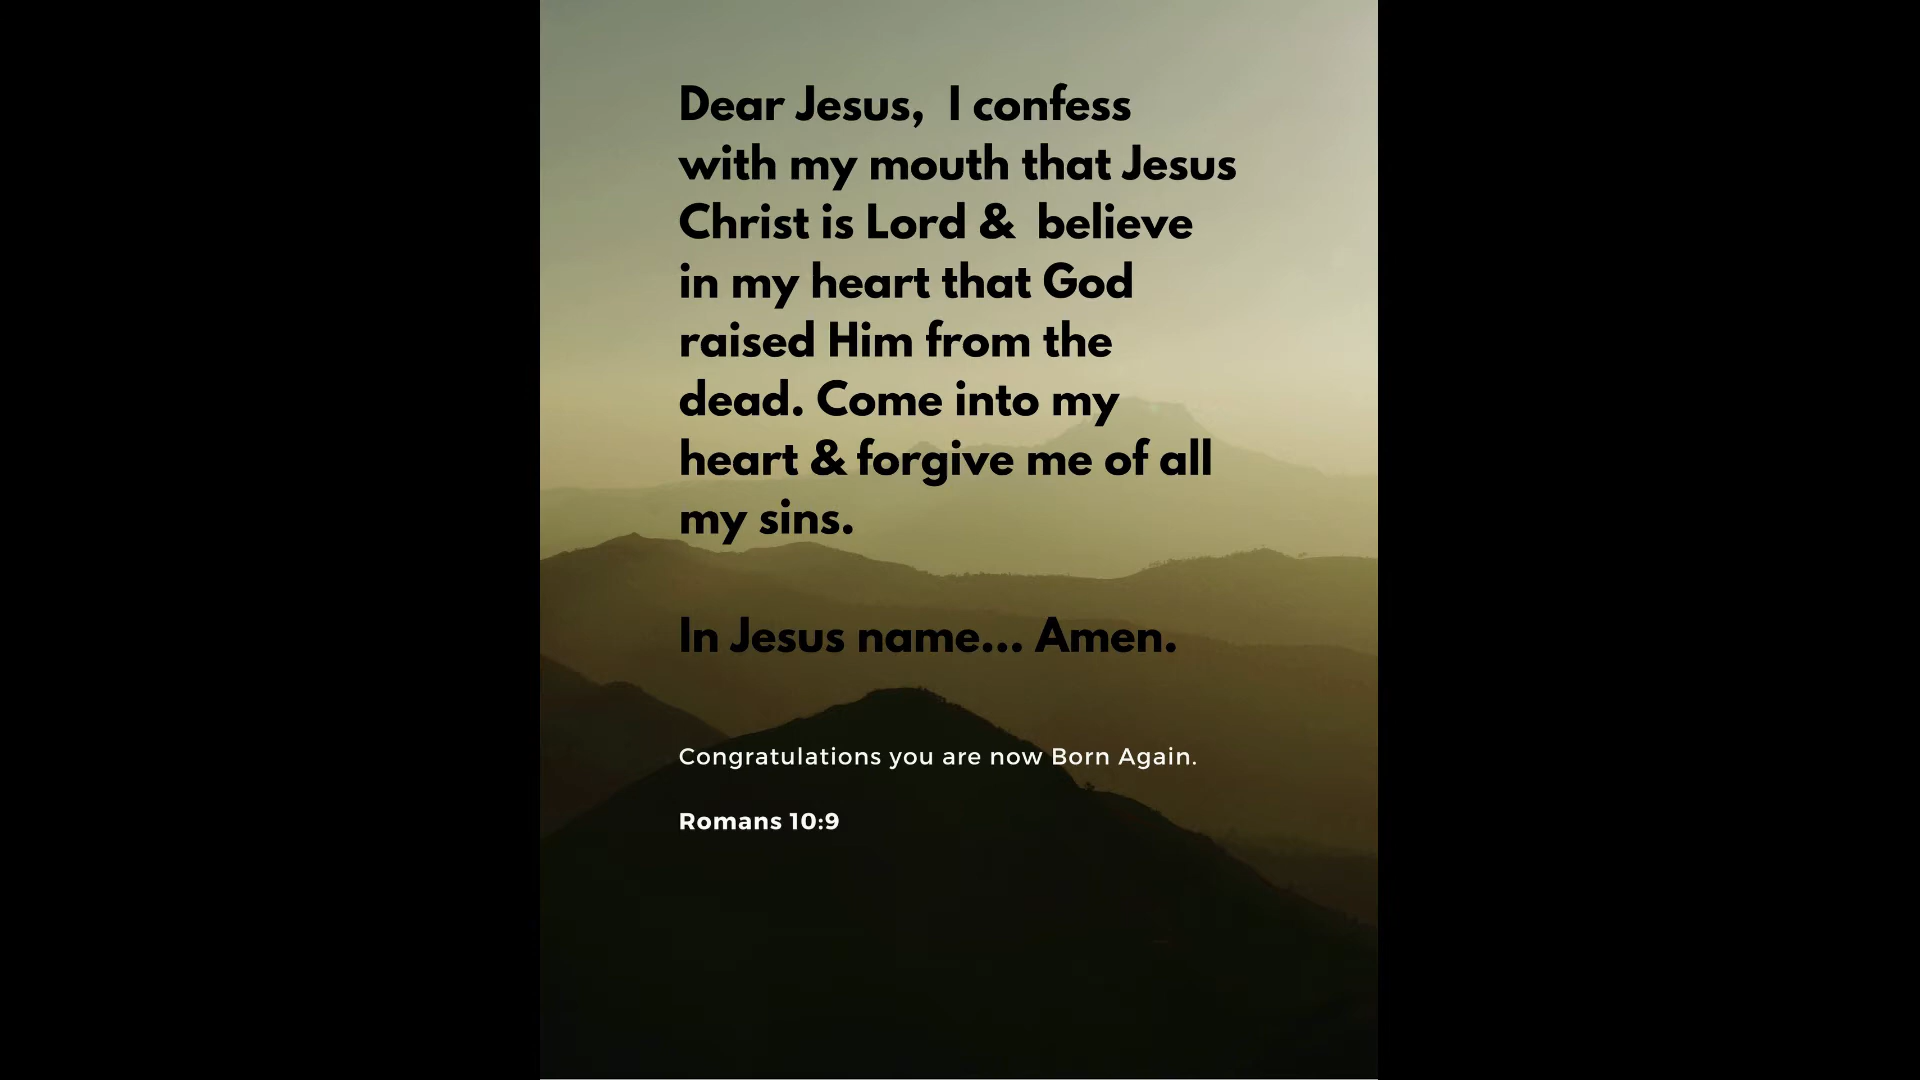 Dear Jesus,  I confess
with my mouth that Jesus
Christ is Lord &  believe
in my heart that God
raised Him from the
dead. Come into my
heart & forgive me of all
my sins.
In Jesus name... Amen.
Congratulations you are now Born Again.
Romans 10:9